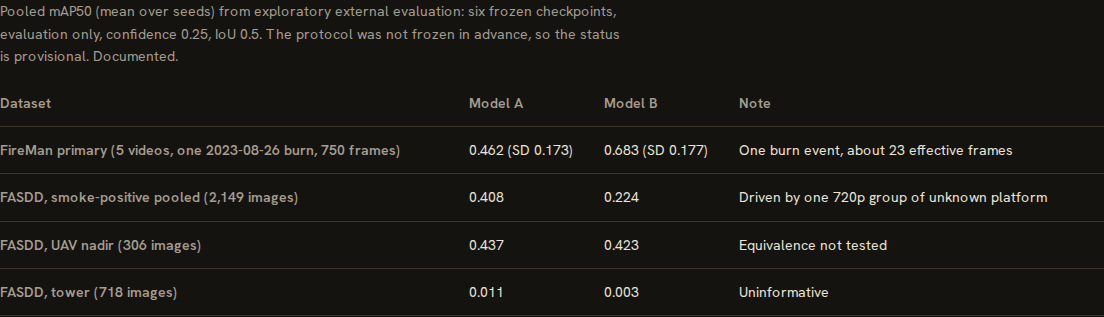 Pooled mAP50 (mean over seeds) from exploratory external evaluation: six frozen checkpoints,
evaluation only, confidence 0.25, IoU 0.5. The protocol was not frozen in advance, so the status
is provisional. Documented.
Dataset Model A Model B Note
FireMan primary (5 videos, one 2023-08-26 burn, 750 frames) 0.462 (SD 0.173) 0.683 (SD 0.177) One burn event, about 23 effective frames
FASDD, smoke-positive pooled (2,149 images) 0.408 0.224 Driven by one 720p group of unknown platform
FASDD, UAV nadir (306 images) 0.437 0.423 Equivalence not tested
FASDD, tower (718 images) 0.011 0.003 Uninformative